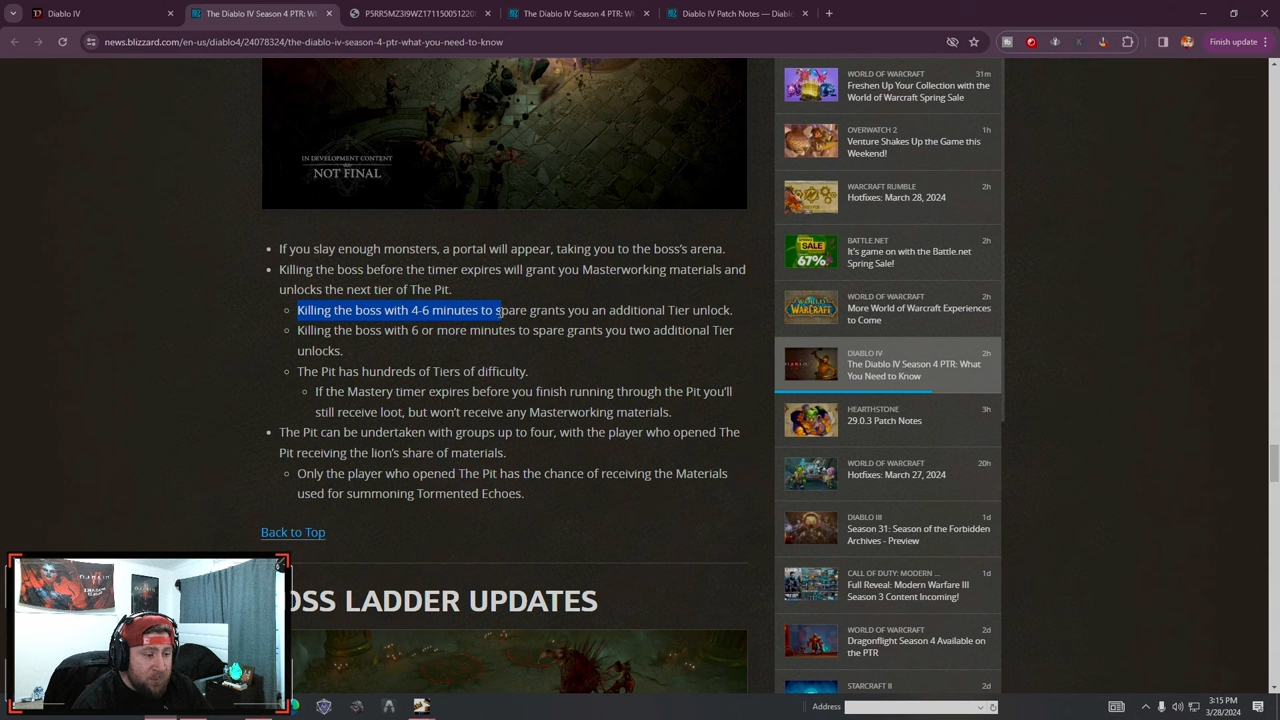 Diablo IV
The Diablo IV Season 4 PTR: Wh
P5RR5MZ3I9WZ171150051220
The Diablo IV Season 4 PTR: Wh
Diablo Patch Notes — Diablo
news.blizzard.com/en-us/diablo4/24078324/the-diablo-iv-season-4-ptr-what-you-need-to-know
Finish update
IN DEVELOPMENT CONTENT
NOT FINAL
If you slay enough monsters, a portal will appear, taking you to the boss's arena.
Killing the boss before the timer expires will grant you Masterworking materials and
unlocks the next tier of The Pit.
Killing the boss with 4-6 minutes to spare grants you an additional Tier unlock.
Killing the boss with 6 or more minutes to spare grants you two additional Tier
unlocks.
The Pit has hundreds of Tiers of difficulty.
If the Mastery timer expires before you finish running through the Pit you'll
still receive loot, but won't receive any Masterworking materials.
The Pit can be undertaken with groups up to four, with the player who opened The
Pit receiving the lion's share of materials.
Only the player who opened The Pit has the chance of receiving the Materials
used for summoning Tormented Echoes.
Back to Top
OSS LADDER UPDATES
WORLD OF WARCRAFT 31m
Freshen Up Your Collection with the
World of Warcraft Spring Sale
OVERWATCH 2 1h
Venture Shakes Up the Game this
Weekend!
WARCRAFT RUMBLE 2h
Hotfixes: March 28, 2024
SALE
67%
BATTLE.NET 2h
It's game on with the Battle.net
Spring Sale!
WORLD OF WARCRAFT 2h
More World of Warcraft Experiences
to Come
DIABLO IV 2h
The Diablo IV Season 4 PTR: What
You Need to Know
HEARTHSTONE 3h
29.0.3 Patch Notes
WORLD OF WARCRAFT 20h
Hotfixes: March 27, 2024
DIABLO III 1d
Season 31: Season of the Forbidden
Archives - Preview
CALL OF DUTY: MODERN ... 1d
Full Reveal: Modern Warfare III
Season 3 Content Incoming!
WORLD OF WARCRAFT 2d
Dragonflight Season 4 Available on
the PTR
STARCRAFT II 2d
Address
3:15 PM
3/28/2024